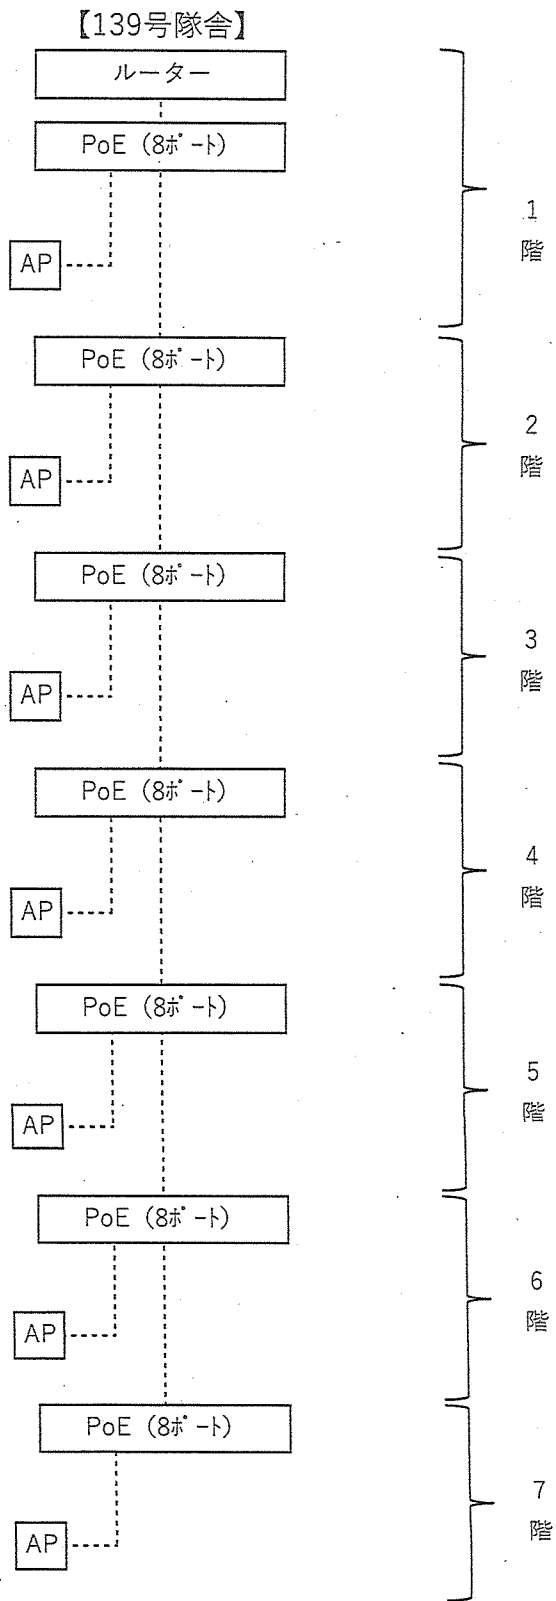 【139号隊舎】
ルーター
PoE（8ポート）
1
階
AP
PoE（8ポート）
2
階
AP
PoE（8ポート）
3
階
AP
PoE（8ポート）
4
階
AP
PoE（8ポート）
5
階
AP
PoE（8ポート）
6
階
AP
PoE（8ポート）
7
階
AP